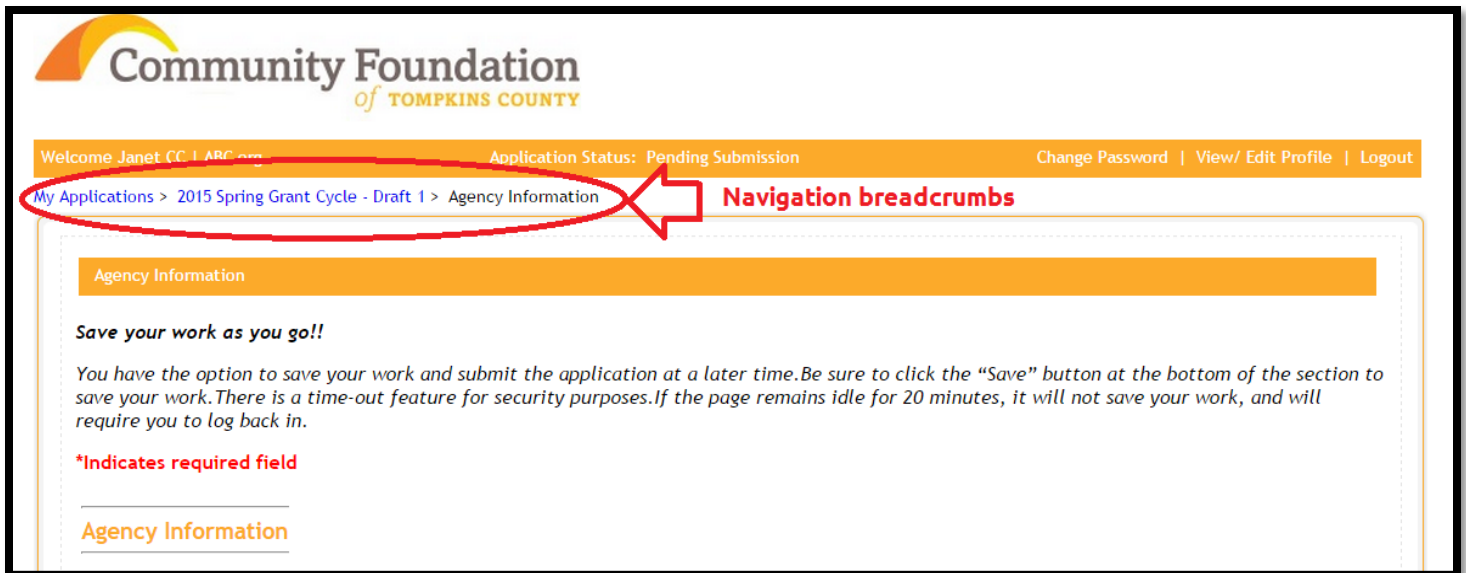 Community Foundation
of TOMPKINS COUNTY
Welcome Janet CC | ABC.org Application Status: Pending Submission Change Password | View/ Edit Profile | Logout
My Applications > 2015 Spring Grant Cycle - Draft 1 > Agency Information Navigation breadcrumbs
Agency Information
Save your work as you go!!
You have the option to save your work and submit the application at a later time.Be sure to click the “Save” button at the bottom of the section to
save your work.There is a time-out feature for security purposes.If the page remains idle for 20 minutes, it will not save your work, and will
require you to log back in.
*Indicates required field
Agency Information